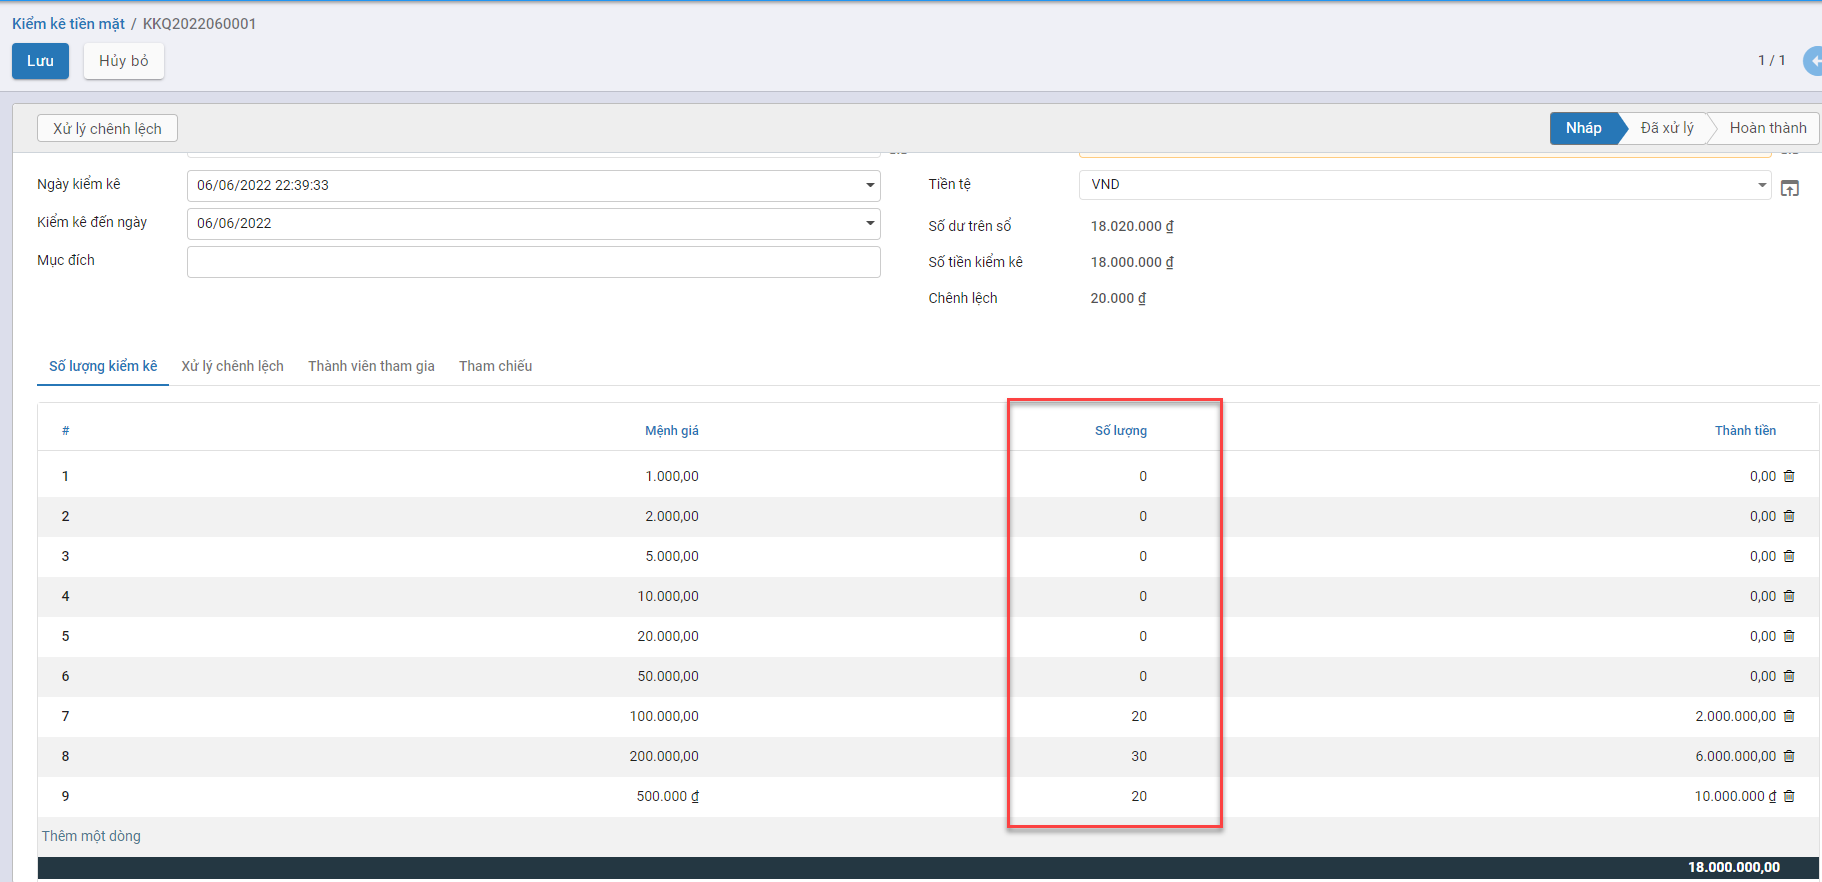 Kiểm kê tiền mặt / KKQ2022060001
Lưu Hủy bỏ 1 / 1
Xử lý chênh lệch Nháp Đã xử lý Hoàn thành
Ngày kiểm kê 06/06/2022 22:39:33 Tiền tệ VND
Kiểm kê đến ngày 06/06/2022 Số dư trên sổ 18.020.000 ₫
Mục đích Số tiền kiểm kê 18.000.000 ₫
Chênh lệch 20.000 ₫
Số lượng kiểm kê Xử lý chênh lệch Thành viên tham gia Tham chiếu
# Mệnh giá Số lượng Thành tiền
1 1.000,00 0 0,00
2 2.000,00 0 0,00
3 5.000,00 0 0,00
4 10.000,00 0 0,00
5 20.000,00 0 0,00
6 50.000,00 0 0,00
7 100.000,00 20 2.000.000,00
8 200.000,00 30 6.000.000,00
9 500.000 ₫ 20 10.000.000 ₫
Thêm một dòng
18.000.000,00